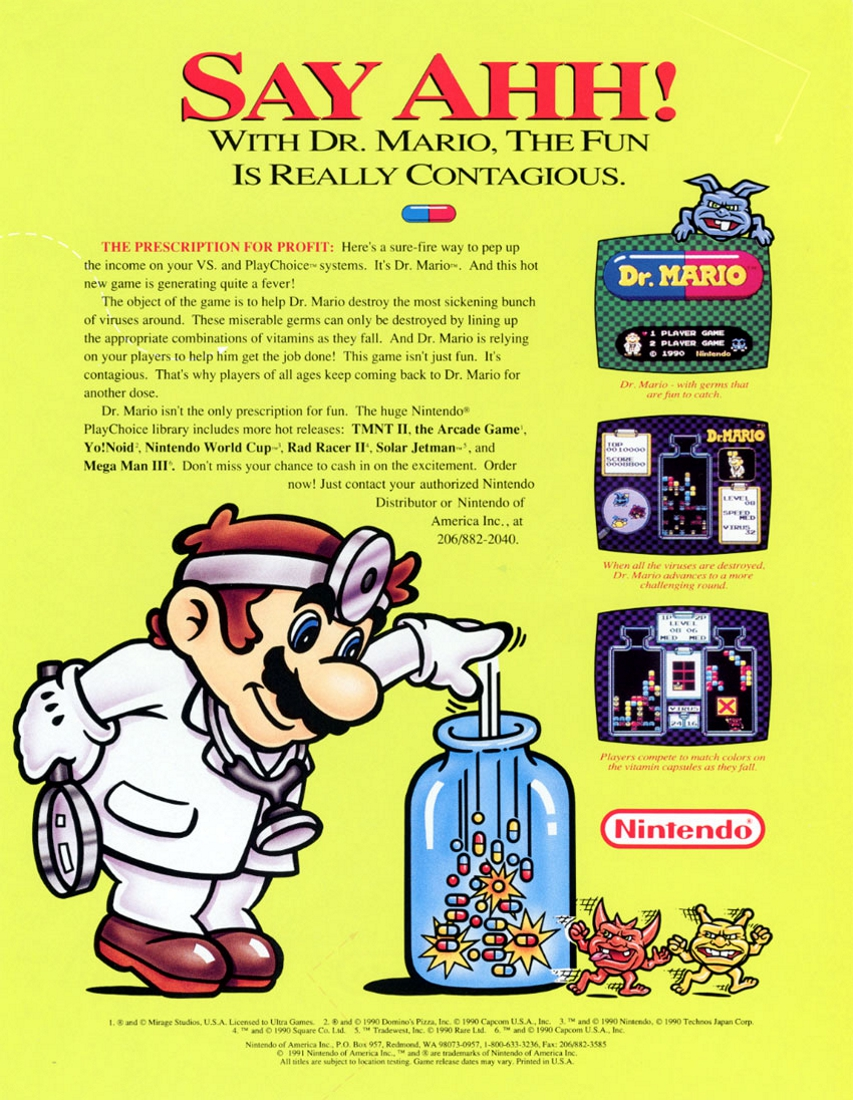 SAY AHH!
WITH DR. MARIO, THE FUN
IS REALLY CONTAGIOUS.
THE PRESCRIPTION FOR PROFIT: Here's a sure-fire way to pep up
the income on your VS. and PlayChoice™ systems. It's Dr. Mario™. And this hot
new game is generating quite a fever!
The object of the game is to help Dr. Mario destroy the most sickening bunch
of viruses around. These miserable germs can only be destroyed by lining up
the appropriate combinations of vitamins as they fall. And Dr. Mario is relying
on your players to help him get the job done! This game isn't just fun. It's
contagious. That's why players of all ages keep coming back to Dr. Mario for
another dose.
Dr. Mario isn't the only prescription for fun. The huge Nintendo®
PlayChoice library includes more hot releases: TMNT II, the Arcade Game¹,
Yo!Noid², Nintendo World Cup™³, Rad Racer II⁴, Solar Jetman™⁵, and
Mega Man III⁶. Don't miss your chance to cash in on the excitement. Order
now! Just contact your authorized Nintendo
Distributor or Nintendo of
America Inc., at
206/882-2040.
Dr. MARIO
1 PLAYER GAME
2 PLAYER GAME
© 1990 Nintendo
Dr. Mario - with germs that
are fun to catch.
Dr.MARIO
TOP
0010000
SCORE
0008800
LEVEL
08
SPEED
MED
VIRUS
32
When all the viruses are destroyed,
Dr. Mario advances to a more
challenging round.
1P 2P
LEVEL
08 06
MED MED
VIRUS
24 16
Players compete to match colors on
the vitamin capsules as they fall.
Nintendo®
1. ® and © Mirage Studios, U.S.A. Licensed to Ultra Games. 2. ® and © 1990 Domino's Pizza, Inc. © 1990 Capcom U.S.A., Inc. 3. ™ and © 1990 Nintendo, © 1990 Technos Japan Corp.
4. ™ and © 1990 Square Co. Ltd. 5. ™ Tradewest, Inc. © 1990 Rare Ltd. 6. ™ and © 1990 Capcom U.S.A., Inc.
Nintendo of America Inc., P.O. Box 957, Redmond, WA 98073-0957, 1-800-633-3236, Fax: 206/882-3585
© 1991 Nintendo of America Inc., ™ and ® are trademarks of Nintendo of America Inc.
All titles are subject to location testing. Game release dates may vary. Printed in U.S.A.